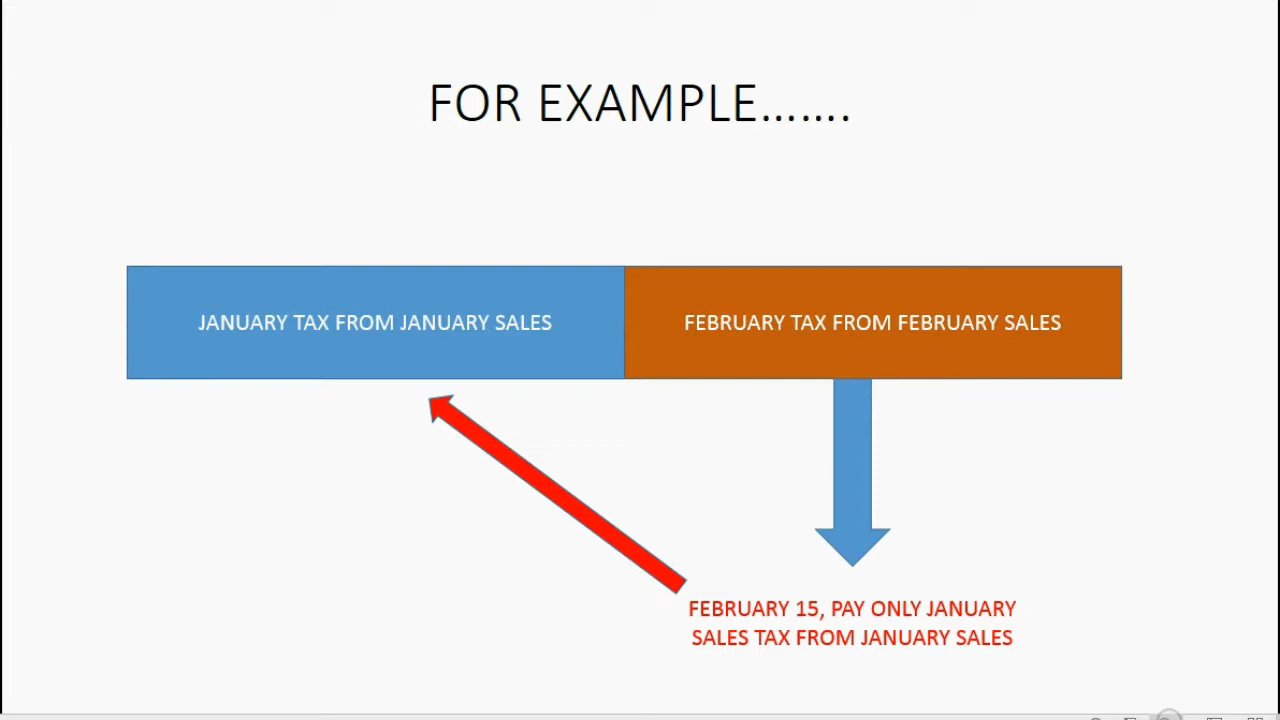 FOR EXAMPLE.......
JANUARY TAX FROM JANUARY SALES
FEBRUARY TAX FROM FEBRUARY SALES
FEBRUARY 15, PAY ONLY JANUARY
SALES TAX FROM JANUARY SALES